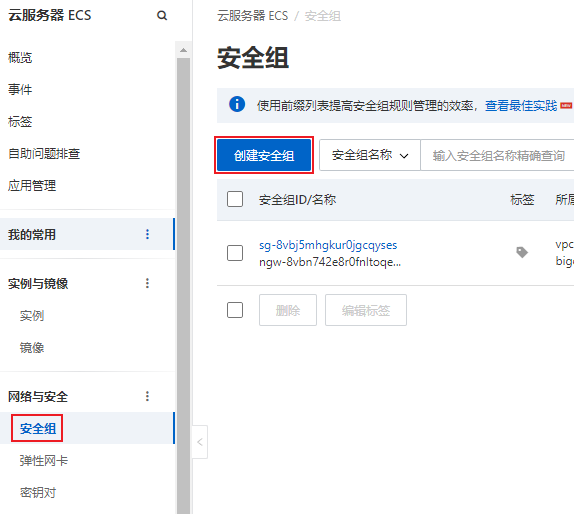 云服务器 ECS
概览
事件
标签
自助问题排查
应用管理
我的常用
实例与镜像
实例
镜像
网络与安全
安全组
弹性网卡
密钥对
云服务器 ECS / 安全组
安全组
使用前缀列表提高安全组规则管理的效率，查看最佳实践
创建安全组 安全组名称 输入安全组名称精确查询
安全组ID/名称 标签 所属
sg-8vbj5mhgkur0jgcqyses vpc
ngw-8vbn742e8r0fnltoqe... bigc
删除 编辑标签